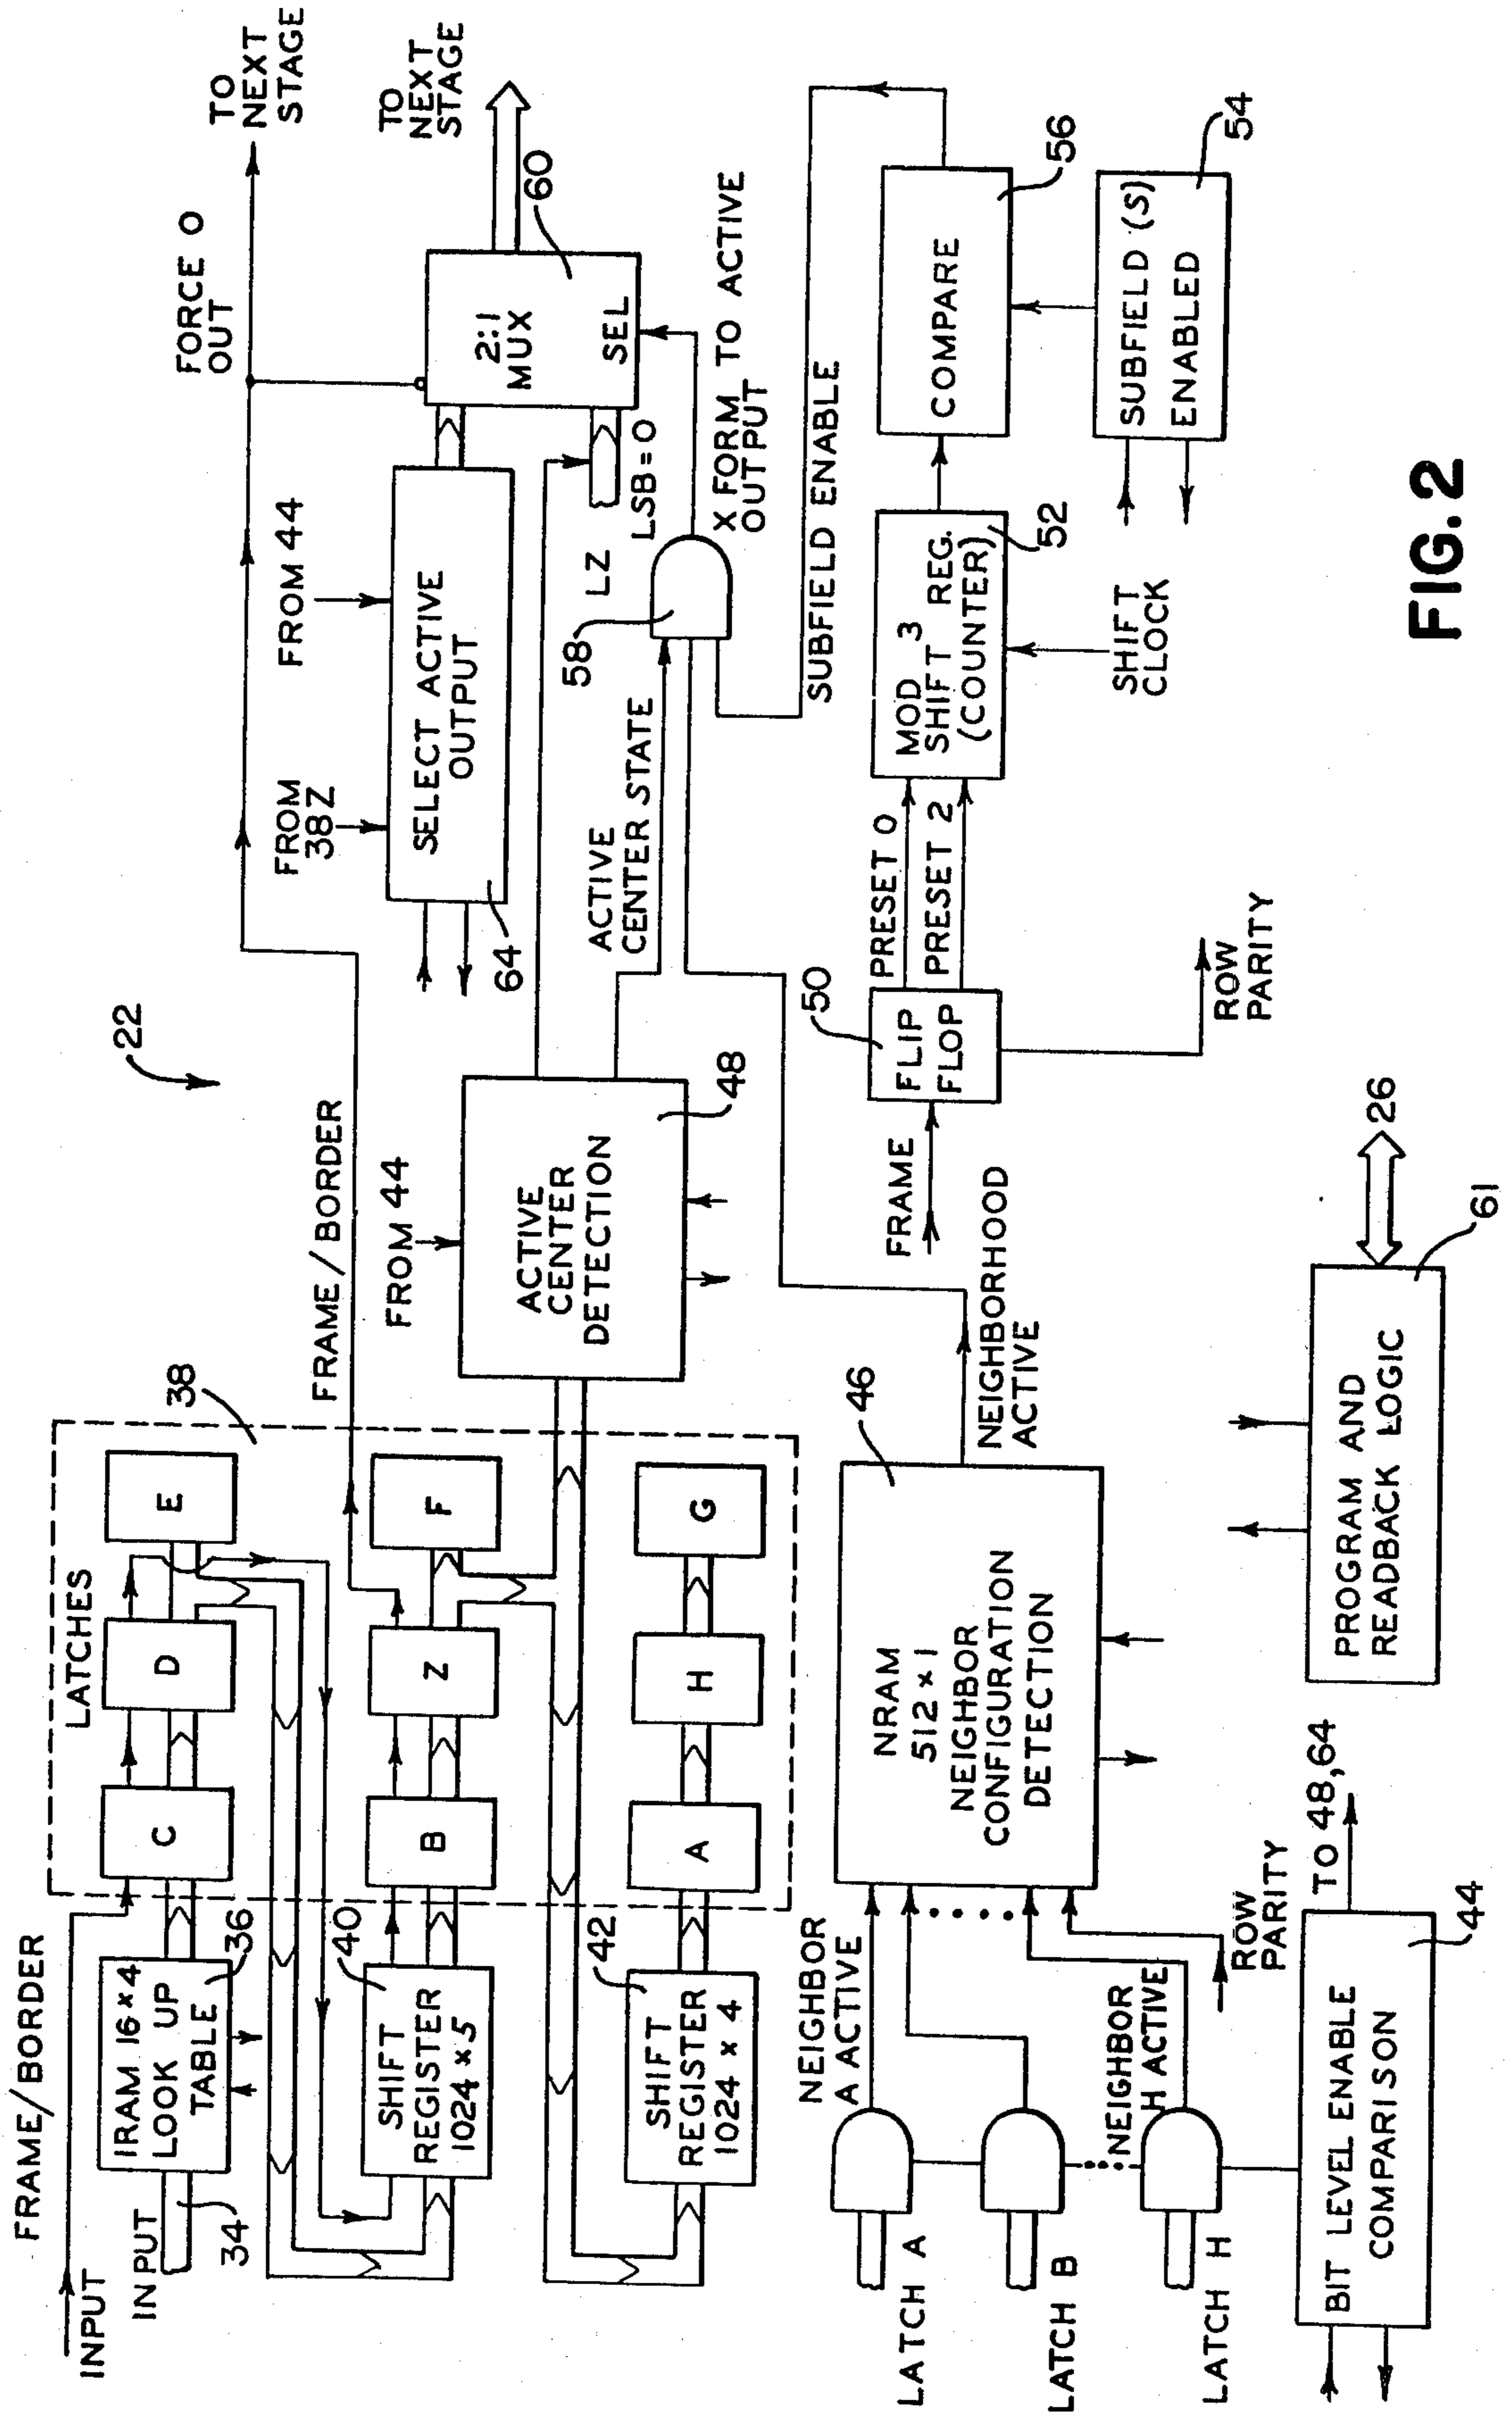 FRAME/BORDER
INPUT
INPUT
34
IRAM 16×4
LOOK UP
TABLE
36
LATCHES
C
D
E
38
40
SHIFT
REGISTER
1024 × 5
B
Z
F
42
SHIFT
REGISTER
1024 × 4
A
H
G
22
FRAME/BORDER
FROM 44
ACTIVE
CENTER
DETECTION
48
FORCE 0
OUT
TO
NEXT
STAGE
FROM
38Z
FROM 44
SELECT ACTIVE
OUTPUT
64
2:1
MUX
SEL
60
TO
NEXT
STAGE
LZ
LSB=0
ACTIVE
CENTER STATE
58
X FORM TO ACTIVE
OUTPUT
SUBFIELD ENABLE
NEIGHBOR
A ACTIVE
NEIGHBOR
H ACTIVE
LATCH A
LATCH B
LATCH H
ROW
PARITY
NRAM
512×1
NEIGHBOR
CONFIGURATION
DETECTION
46
NEIGHBORHOOD
ACTIVE
FRAME
50
FLIP
FLOP
ROW
PARITY
PRESET 0
PRESET 2
MOD 3
SHIFT REG.
(COUNTER)
52
SHIFT
CLOCK
COMPARE
56
SUBFIELD (S)
ENABLED
54
BIT LEVEL ENABLE
COMPARISON
44
TO 48,64
PROGRAM AND
READBACK LOGIC
61
26
FIG.2